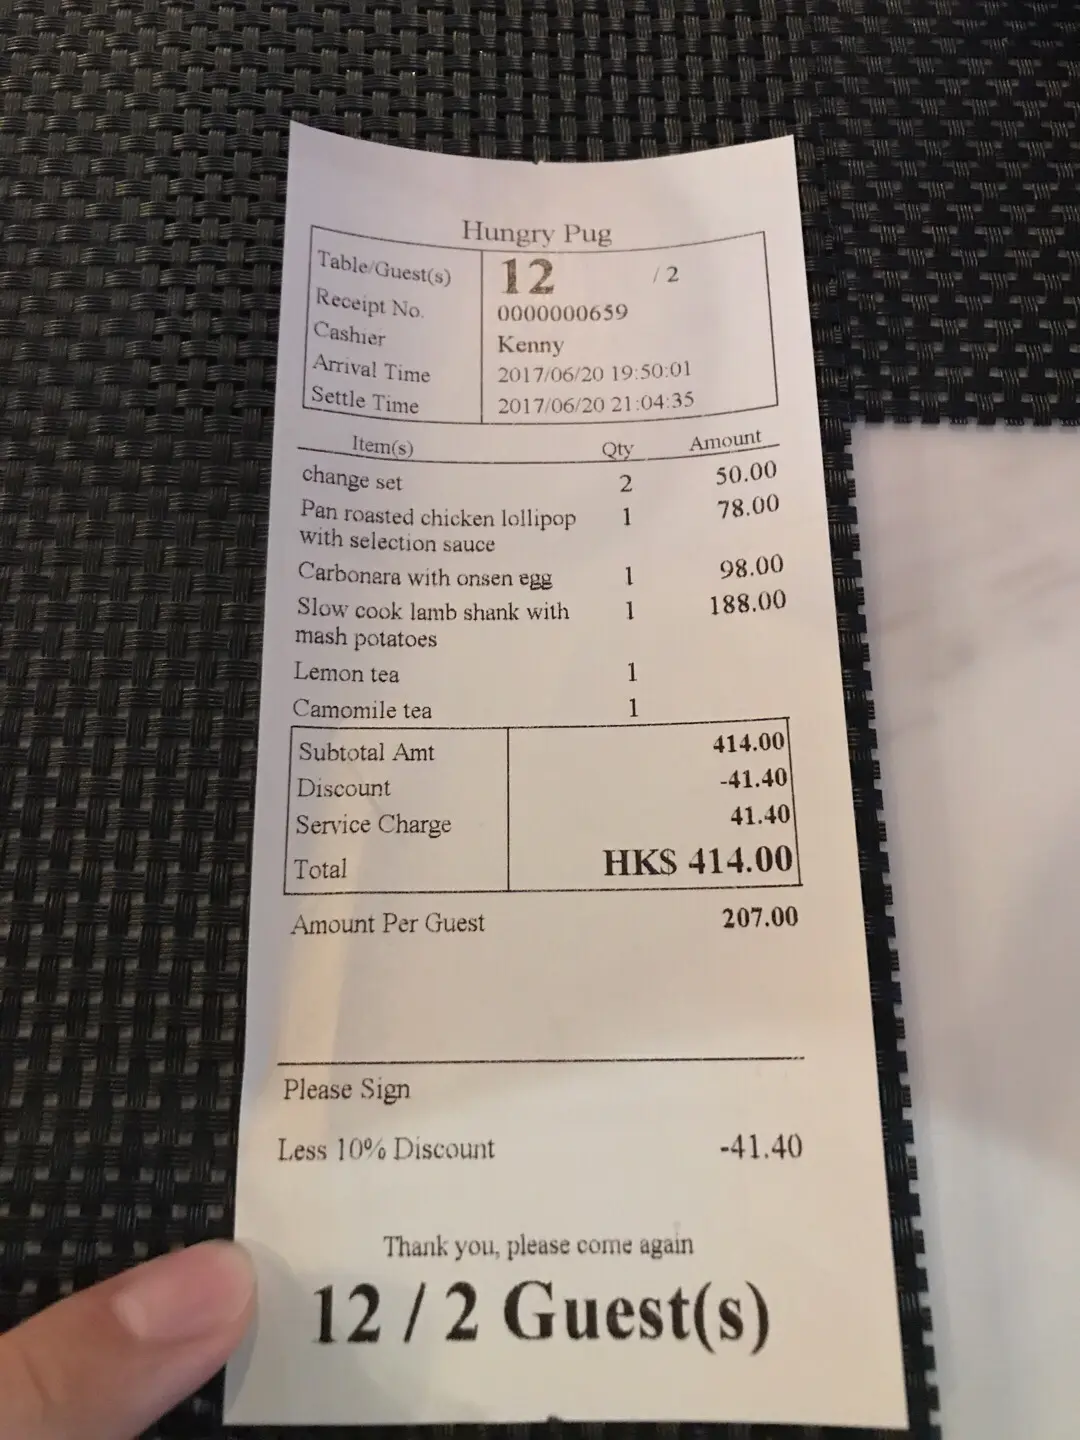 Hungry Pug
Table/Guest(s) 12 / 2
Receipt No. 0000000659
Cashier Kenny
Arrival Time 2017/06/20 19:50:01
Settle Time 2017/06/20 21:04:35
Item(s) Qty Amount
change set 2 50.00
Pan roasted chicken lollipop 1 78.00
with selection sauce
Carbonara with onsen egg 1 98.00
Slow cook lamb shank with 1 188.00
mash potatoes
Lemon tea 1
Camomile tea 1
Subtotal Amt 414.00
Discount -41.40
Service Charge 41.40
Total HK$ 414.00
Amount Per Guest 207.00
Please Sign
Less 10% Discount -41.40
Thank you, please come again
12 / 2 Guest(s)